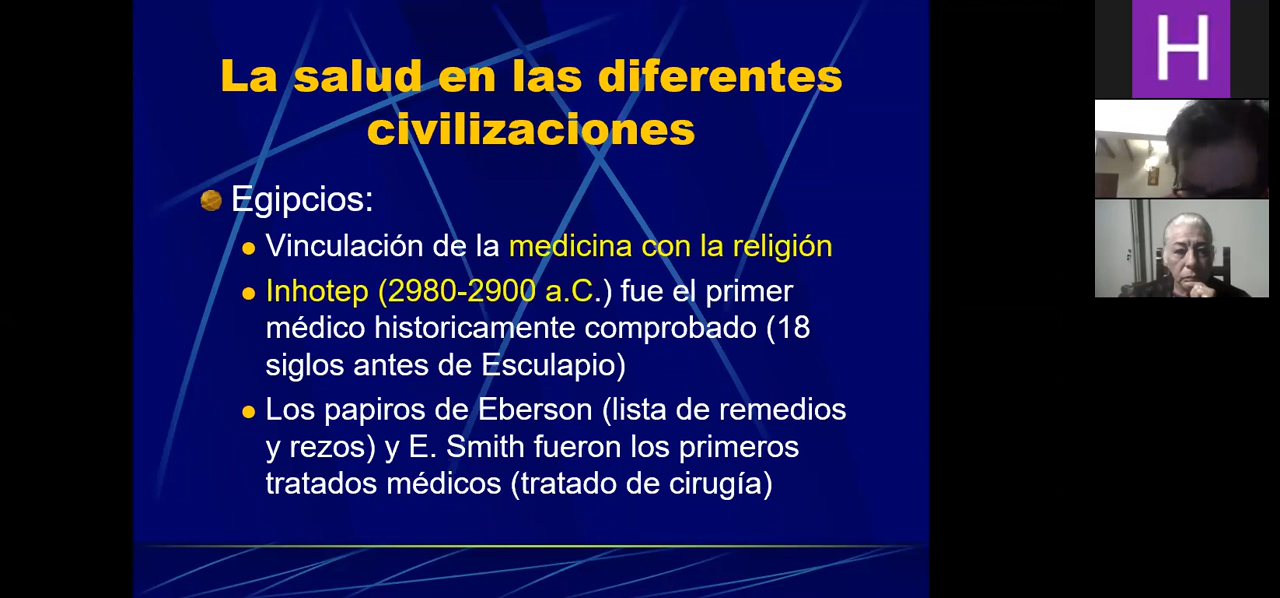 La salud en las diferentes
civilizaciones
Egipcios:
Vinculación de la medicina con la religión
Inhotep (2980-2900 a.C.) fue el primer
médico historicamente comprobado (18
siglos antes de Esculapio)
Los papiros de Eberson (lista de remedios
y rezos) y E. Smith fueron los primeros
tratados médicos (tratado de cirugía)
H